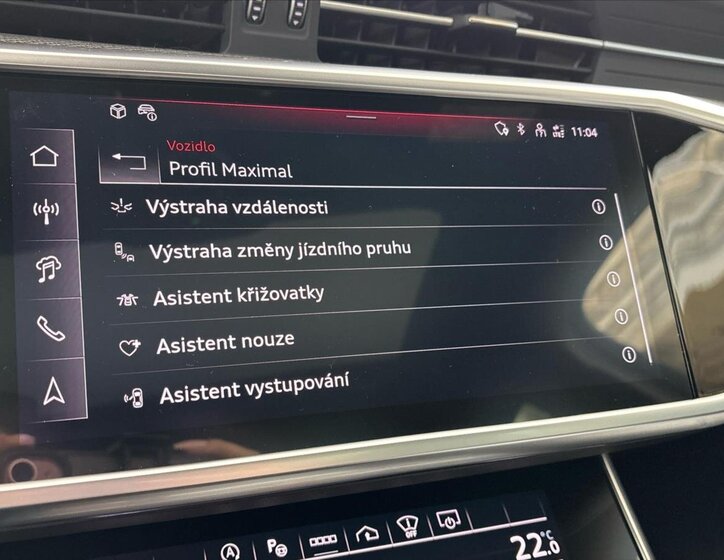 11:04
Vozidlo
Profil Maximal
Výstraha vzdálenosti
Výstraha změny jízdního pruhu
Asistent křižovatky
Asistent nouze
Asistent vystupování
OFF
22.0 °C